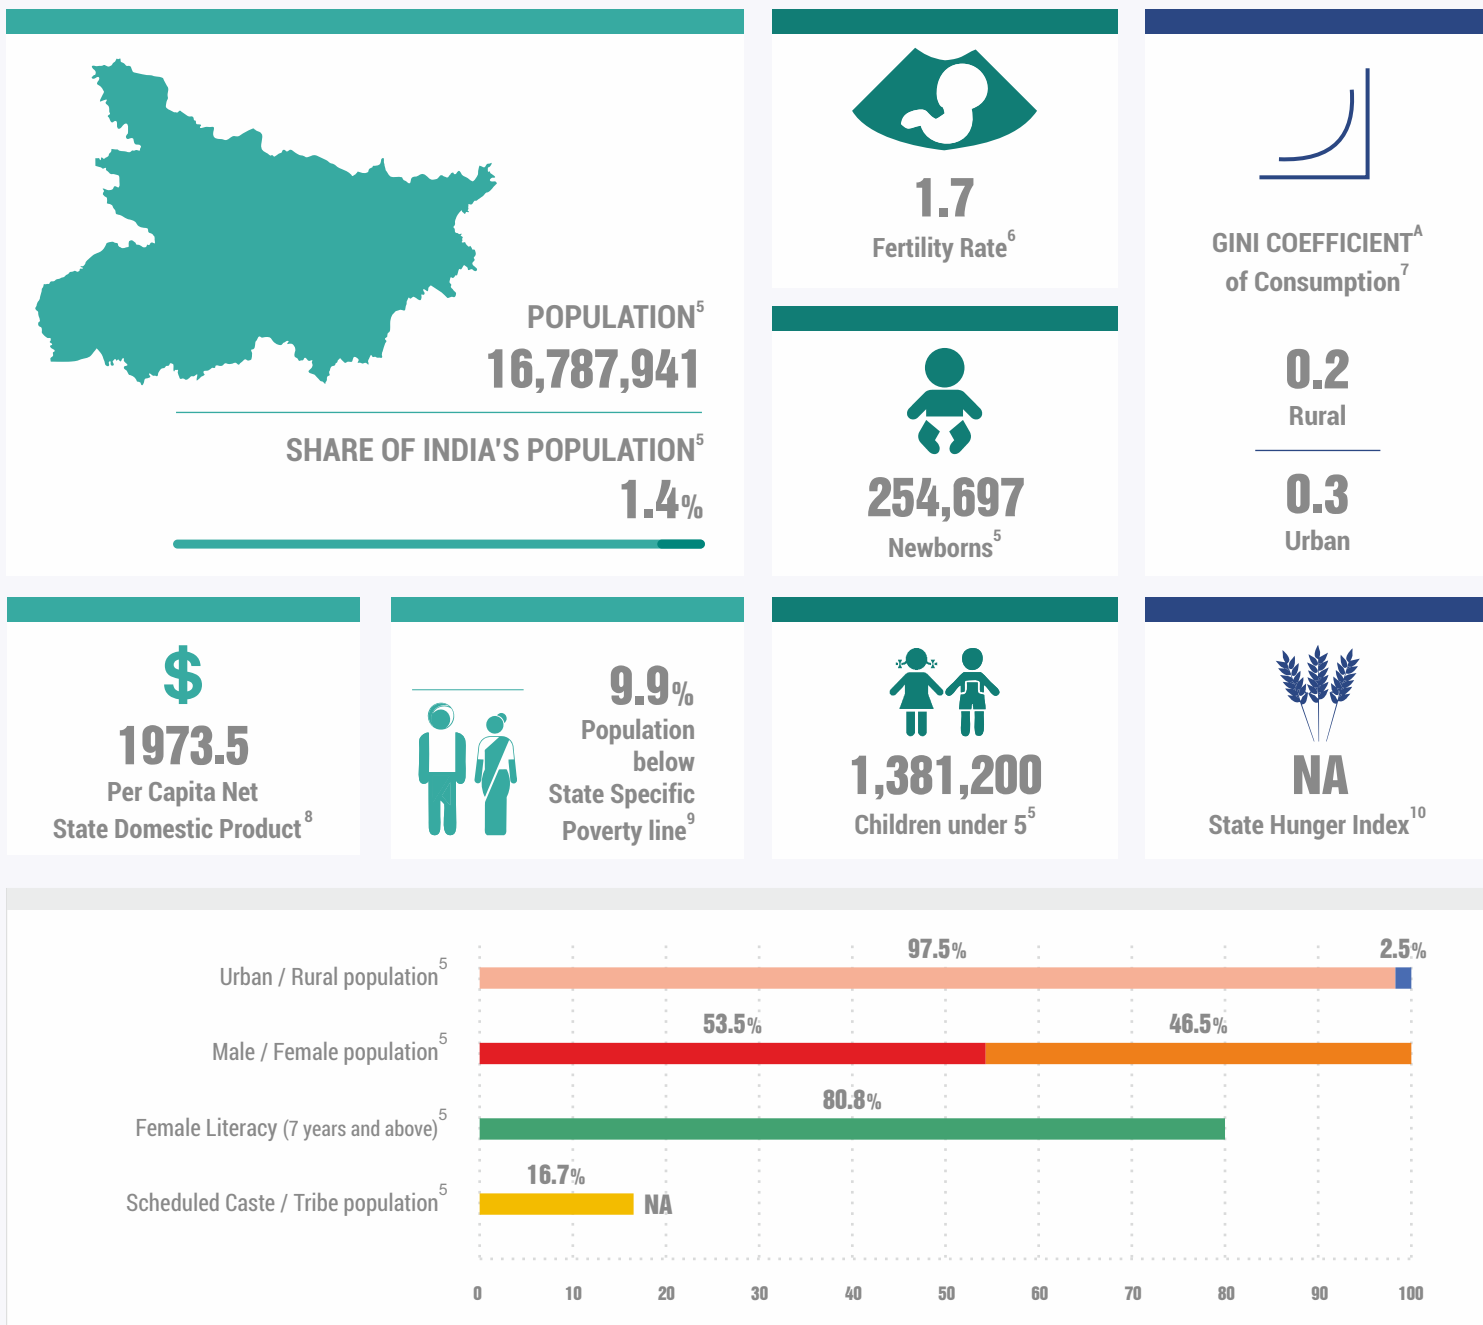 POPULATION5
16,787,941
SHARE OF INDIA'S POPULATION5
1.4%
1.7
Fertility Rate6
254,697
Newborns5
GINI COEFFICIENTA
of Consumption7
0.2
Rural
0.3
Urban
$
1973.5
Per Capita Net
State Domestic Product8
9.9%
Population
below
State Specific
Poverty line9
1,381,200
Children under 55
NA
State Hunger Index10
97.5% 2.5%
Urban / Rural population5
53.5% 46.5%
Male / Female population5
80.8%
Female Literacy (7 years and above)5
16.7%
Scheduled Caste / Tribe population5 NA
0 10 20 30 40 50 60 70 80 90 100